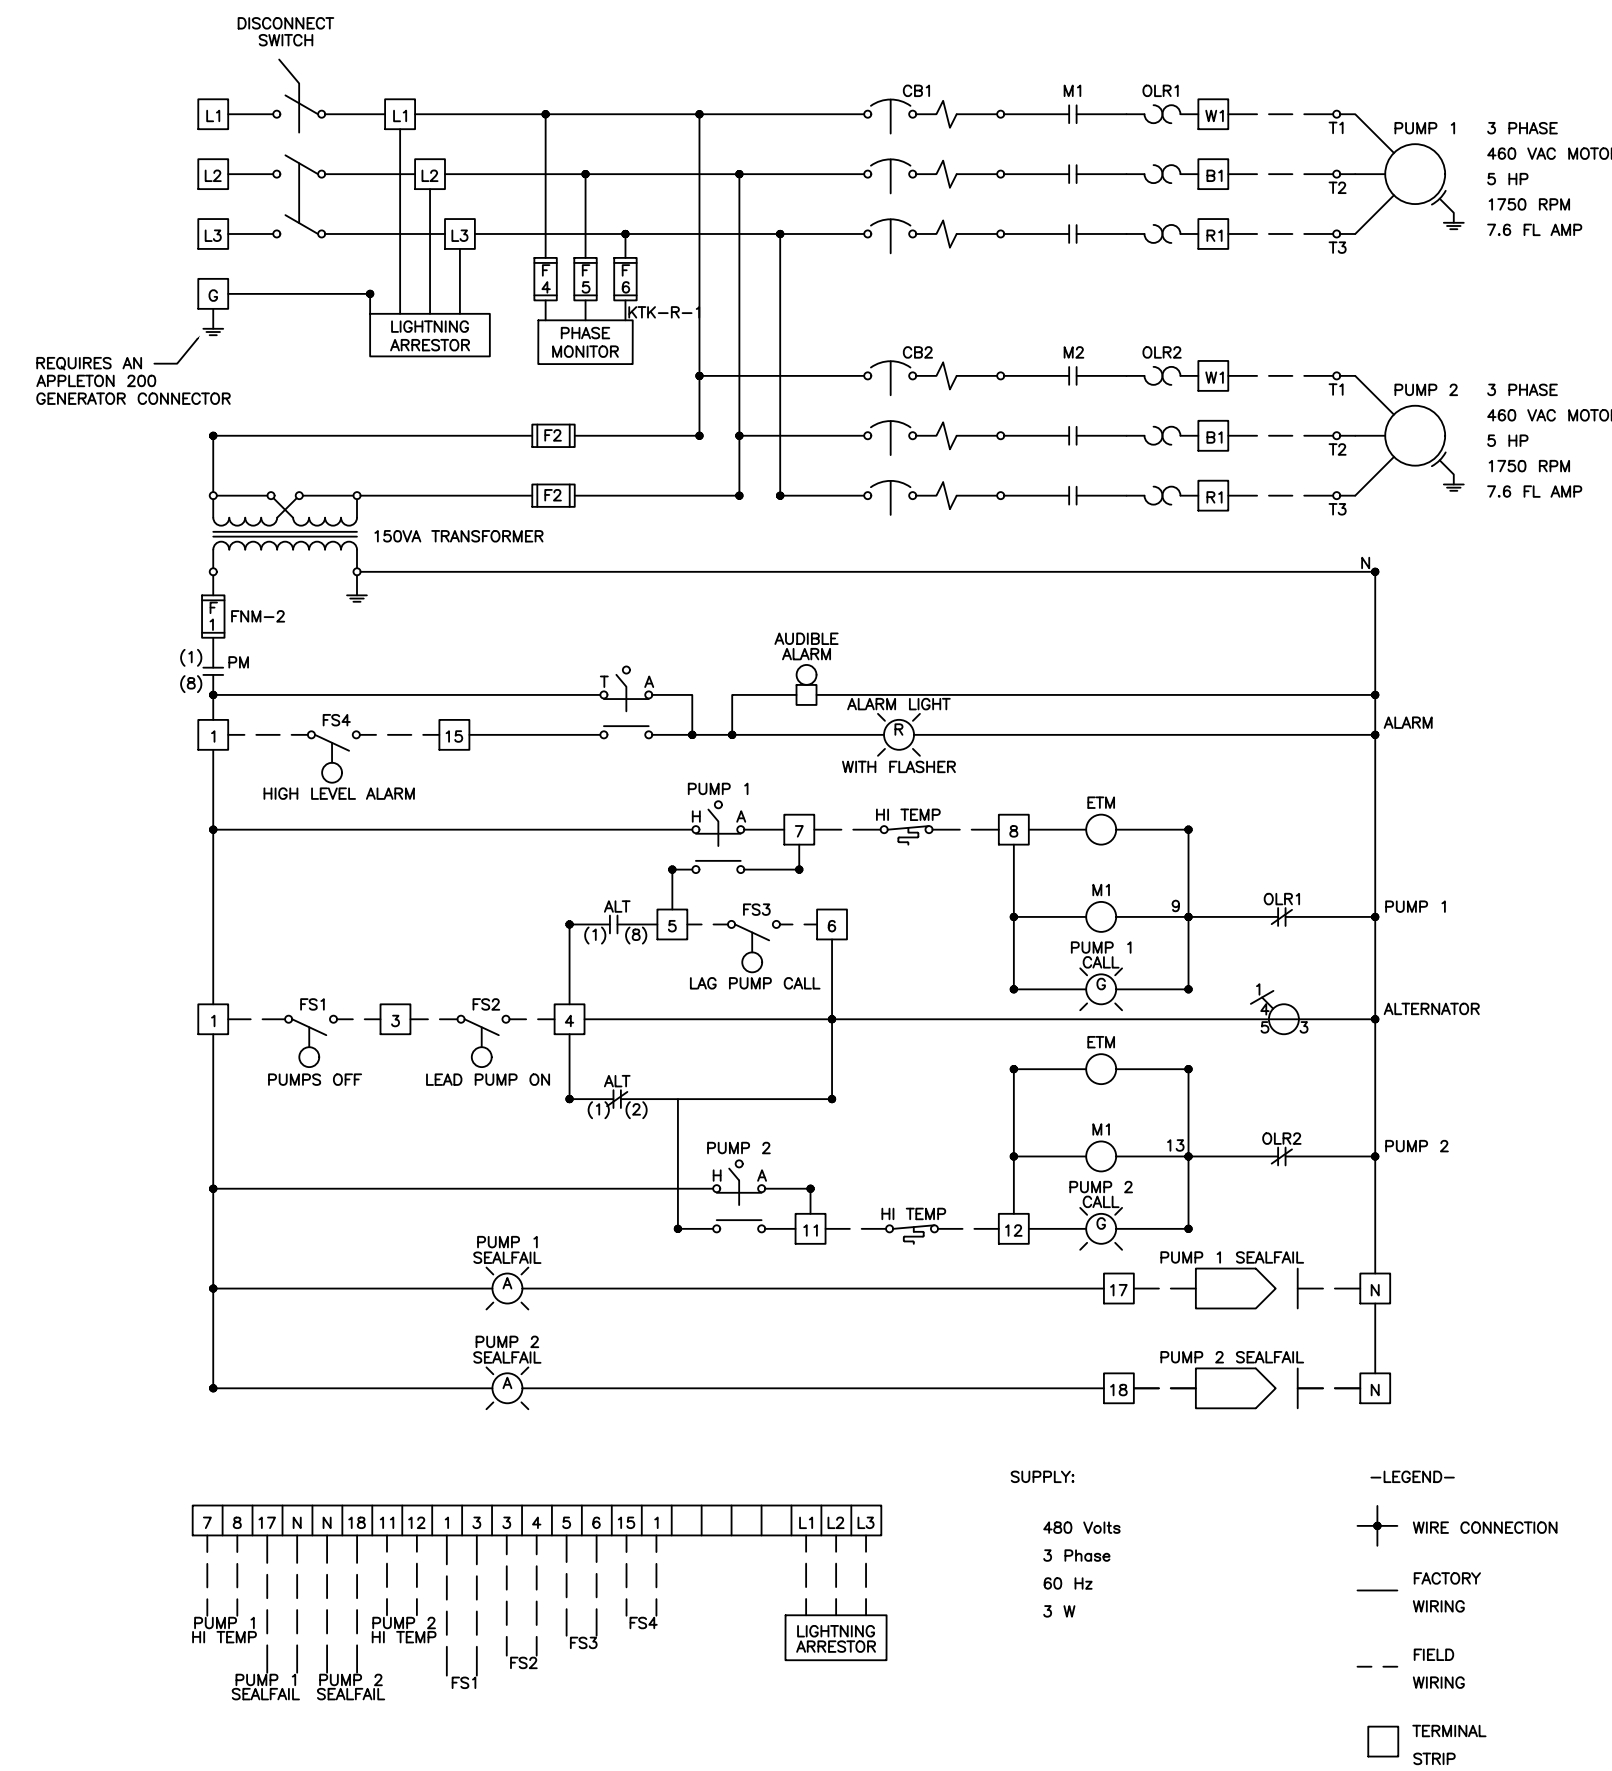 DISCONNECT
SWITCH
L1
L1
CB1
M1
OLR1
W1
T1
PUMP 1
3 PHASE
460 VAC MOTOR
5 HP
1750 RPM
7.6 FL AMP
L2
L2
B1
T2
L3
L3
R1
T3
G
F
4
F
5
F
6
KTK-R-1
LIGHTNING
ARRESTOR
PHASE
MONITOR
REQUIRES AN
APPLETON 200
GENERATOR CONNECTOR
CB2
M2
OLR2
W1
T1
PUMP 2
3 PHASE
460 VAC MOTOR
5 HP
1750 RPM
7.6 FL AMP
F2
B1
T2
F2
R1
T3
150VA TRANSFORMER
N
F
1
FNM-2
(1)
PM
(8)
T
A
AUDIBLE
ALARM
ALARM LIGHT
R
WITH FLASHER
ALARM
1
FS4
15
HIGH LEVEL ALARM
PUMP 1
H
A
7
HI TEMP
8
ETM
ALT
(1)
(8)
5
FS3
6
LAG PUMP CALL
M1
9
OLR1
PUMP 1
PUMP 1
CALL
G
1
FS1
3
FS2
4
PUMPS OFF
LEAD PUMP ON
1
4
5
3
ALTERNATOR
ETM
ALT
(1)
(2)
M1
13
OLR2
PUMP 2
PUMP 2
H
A
11
HI TEMP
12
PUMP 2
CALL
G
PUMP 1
SEALFAIL
A
17
PUMP 1 SEALFAIL
N
PUMP 2
SEALFAIL
A
18
PUMP 2 SEALFAIL
N
7 8 17 N N 18 11 12 1 3 3 4 5 6 15 1 L1 L2 L3
PUMP 1
HI TEMP
PUMP 1
SEALFAIL
PUMP 2
SEALFAIL
PUMP 2
HI TEMP
FS1
FS2
FS3
FS4
LIGHTNING
ARRESTOR
SUPPLY:
480 Volts
3 Phase
60 Hz
3 W
-LEGEND-
WIRE CONNECTION
FACTORY
WIRING
FIELD
WIRING
TERMINAL
STRIP